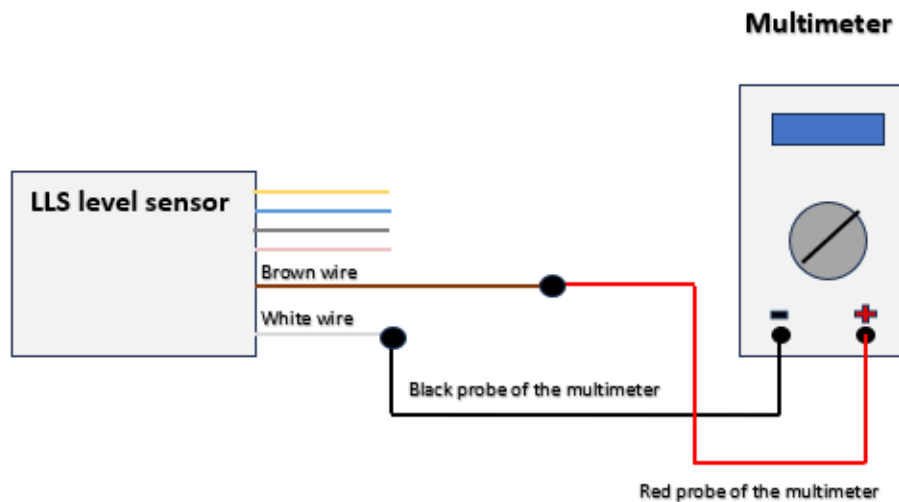 Multimeter
LLS level sensor
Brown wire
White wire
- +
Black probe of the multimeter
Red probe of the multimeter